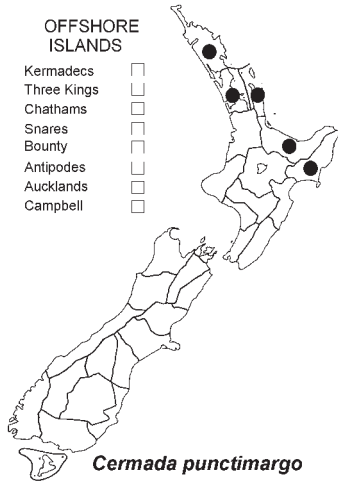 OFFSHORE
ISLANDS
Kermadecs
Three Kings
Chathams
Snares
Bounty
Antipodes
Aucklands
Campbell
Cermada punctimargo